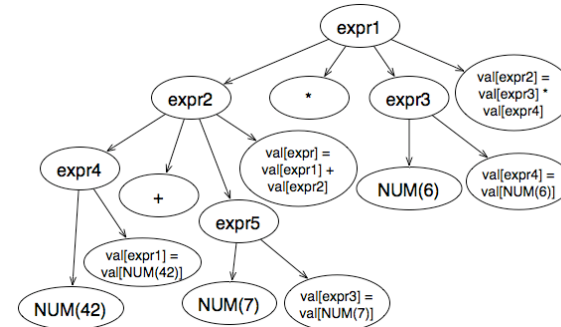 expr1
expr2
*
expr3
val[expr2] =
val[expr3] *
val[expr4]
expr4
+
val[expr] =
val[expr1] +
val[expr2]
NUM(6)
val[expr4] =
val[NUM(6)]
expr5
val[expr1] =
val[NUM(42)]
NUM(42)
NUM(7)
val[expr3] =
val[NUM(7)]